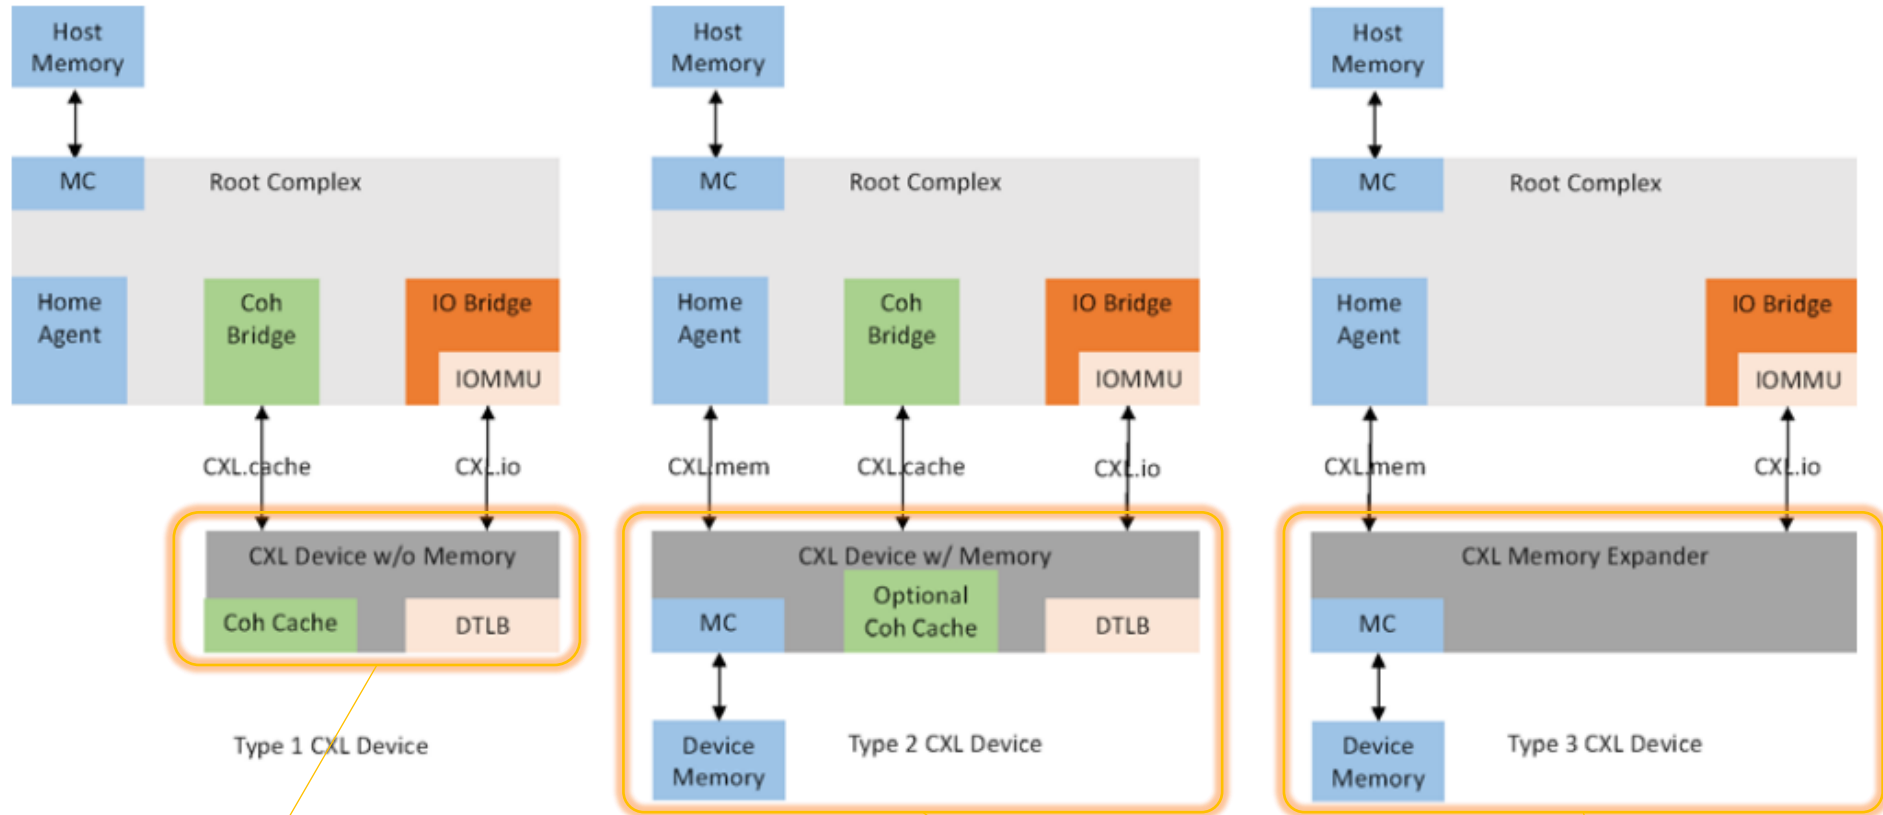 Host
Memory
MC
Root Complex
Home
Agent
Coh
Bridge
IO Bridge
IOMMU
CXL.cache
CXL.io
CXL Device w/o Memory
Coh Cache
DTLB
Type 1 CXL Device
Host
Memory
MC
Root Complex
Home
Agent
Coh
Bridge
IO Bridge
IOMMU
CXL.mem
CXL.cache
CXL.io
CXL Device w/ Memory
MC
Optional
Coh Cache
DTLB
Device
Memory
Type 2 CXL Device
Host
Memory
MC
Root Complex
Home
Agent
IO Bridge
IOMMU
CXL.mem
CXL.io
CXL Memory Expander
MC
Device
Memory
Type 3 CXL Device